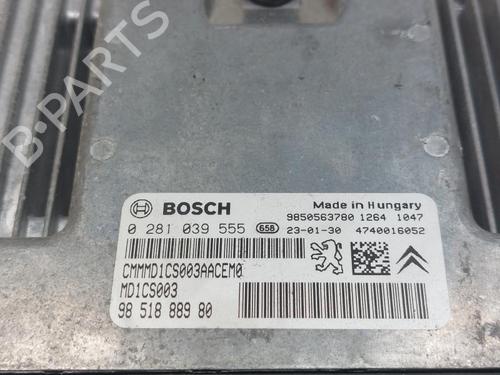 B-PARTS
BOSCH
Made in Hungary
9850563780 1264 1047
0 281 039 555 658 23-01-30 4740016052
CMMMD1CS003AACEM0
MD1CS003
98 518 889 80